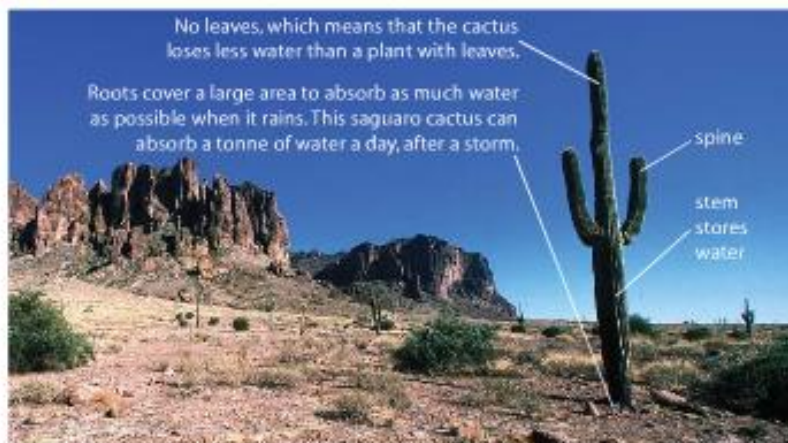 No leaves, which means that the cactus
loses less water than a plant with leaves.
Roots cover a large area to absorb as much water
as possible when it rains. This saguaro cactus can
absorb a tonne of water a day, after a storm.
spine
stem
stores
water